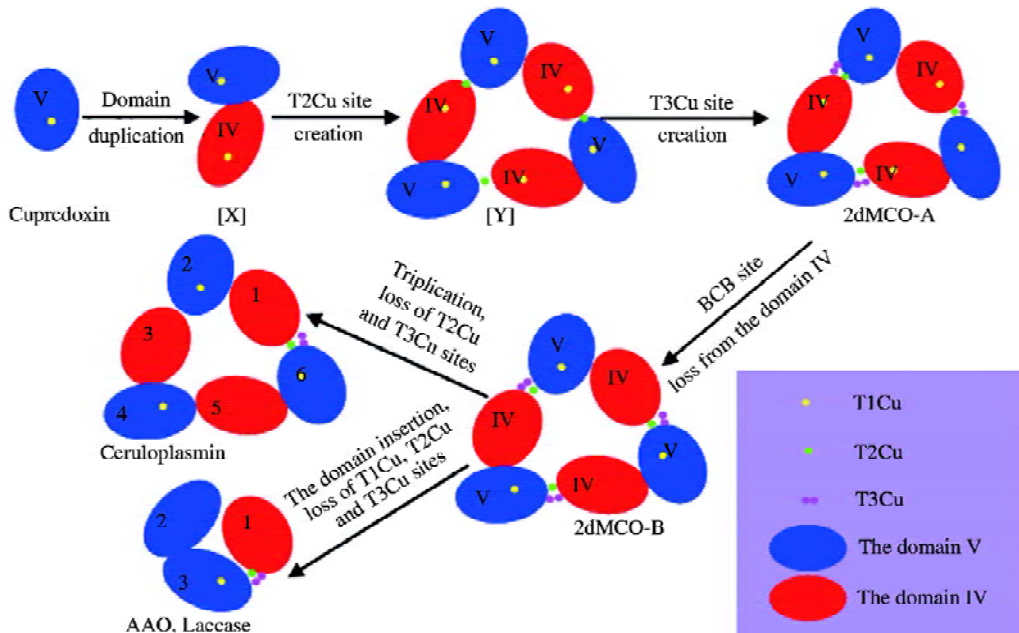 V
Domain
duplication
Cupredoxin
V
IV
[X]
T2Cu site
creation
V
IV
IV
V
V
IV
[Y]
T3Cu site
creation
V
IV
IV
V
V
IV
2dMCO-A
BCB site
loss from the domain IV
V
IV
IV
V
V
IV
2dMCO-B
Triplication,
loss of T2Cu
and T3Cu sites
2
1
3
6
4
5
Ceruloplasmin
The domain insertion,
loss of T1Cu, T2Cu
and T3Cu sites
2
1
3
AAO, Laccase
T1Cu
T2Cu
T3Cu
The domain V
The domain IV